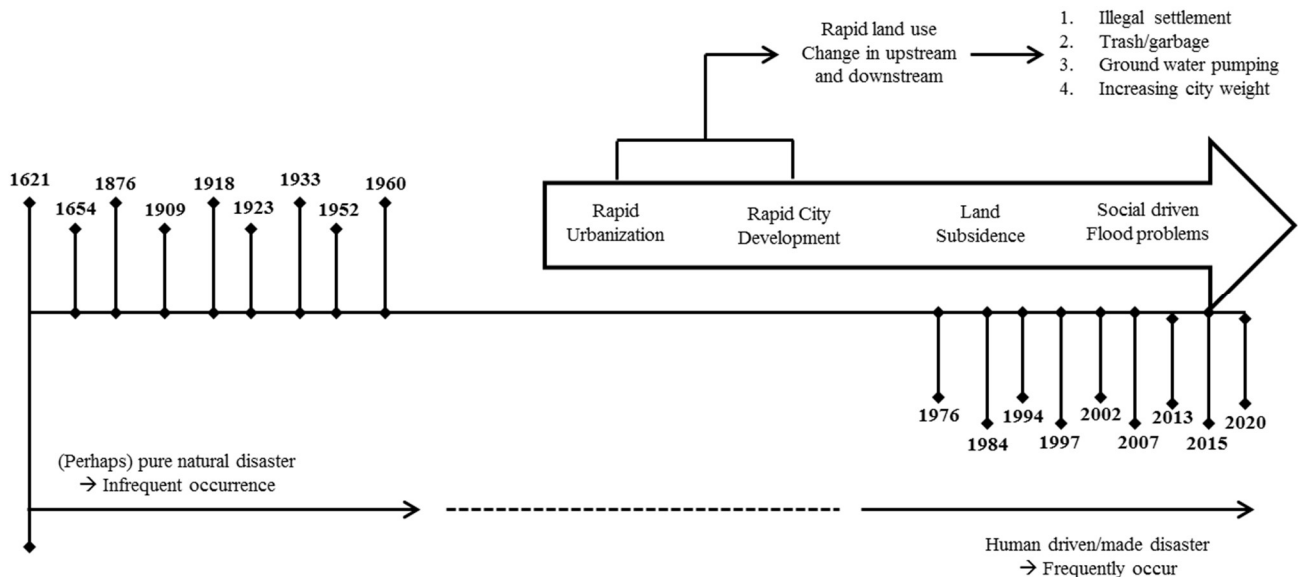 Rapid land use
Change in upstream
and downstream
1. Illegal settlement
2. Trash/garbage
3. Ground water pumping
4. Increasing city weight
1621
1654
1876
1909
1918
1923
1933
1952
1960
Rapid
Urbanization
Rapid City
Development
Land
Subsidence
Social driven
Flood problems
1976
1984
1994
1997
2002
2007
2013
2015
2020
(Perhaps) pure natural disaster
→ Infrequent occurrence
Human driven/made disaster
→ Frequently occur